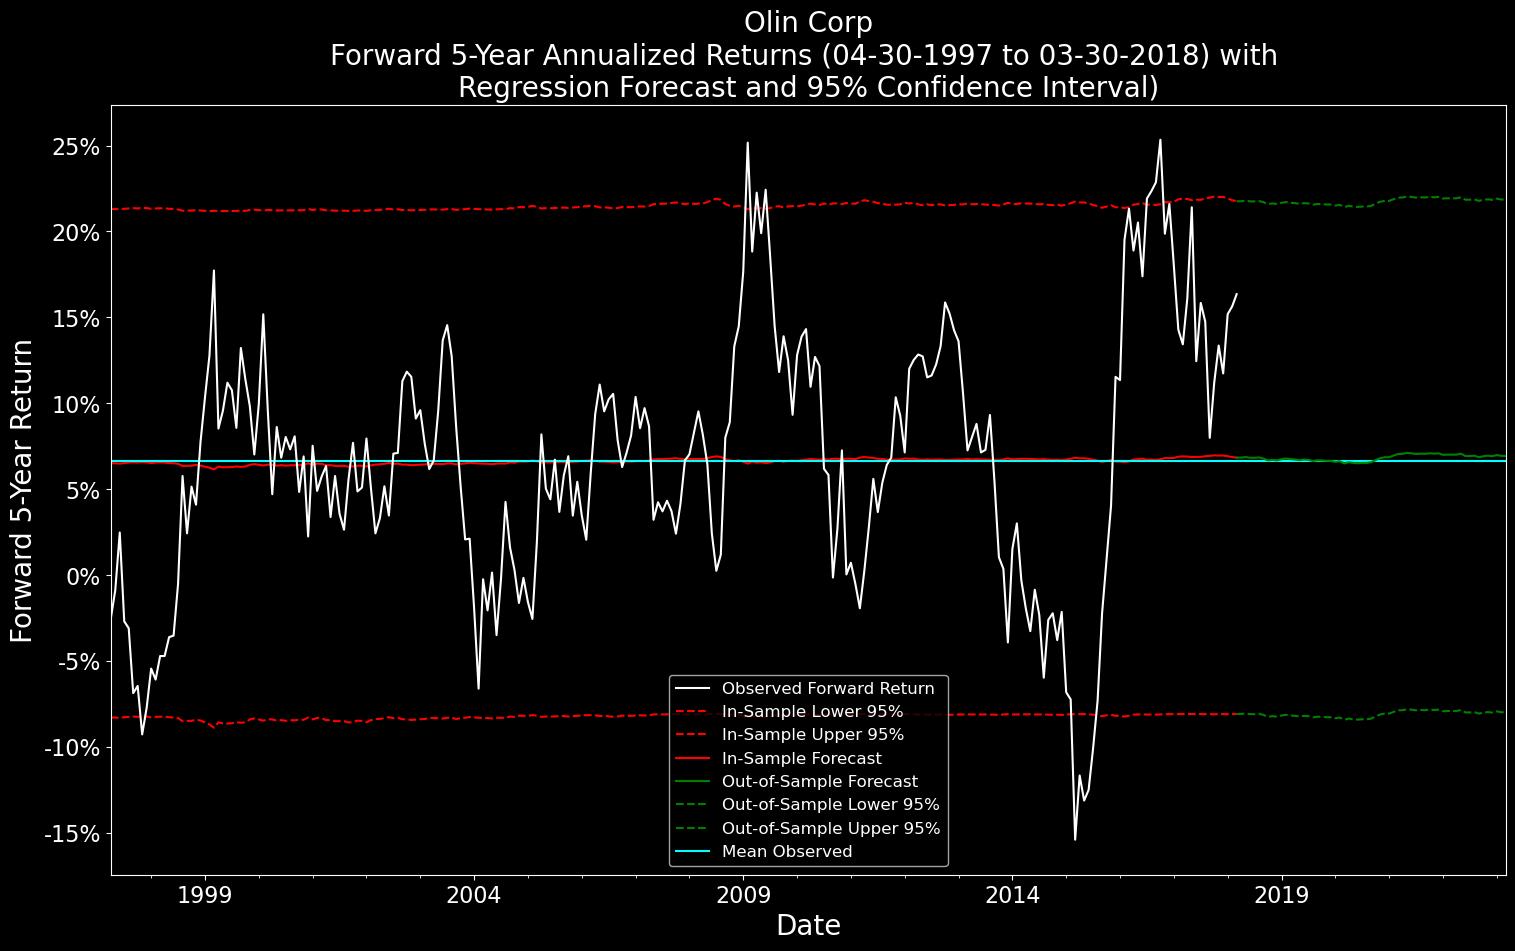 Olin Corp
Forward 5-Year Annualized Returns (04-30-1997 to 03-30-2018) with
Regression Forecast and 95% Confidence Interval)
Forward 5-Year Return
25%
20%
15%
10%
5%
0%
-5%
-10%
-15%
Observed Forward Return
In-Sample Lower 95%
In-Sample Upper 95%
In-Sample Forecast
Out-of-Sample Forecast
Out-of-Sample Lower 95%
Out-of-Sample Upper 95%
Mean Observed
1999 2004 2009 2014 2019
Date